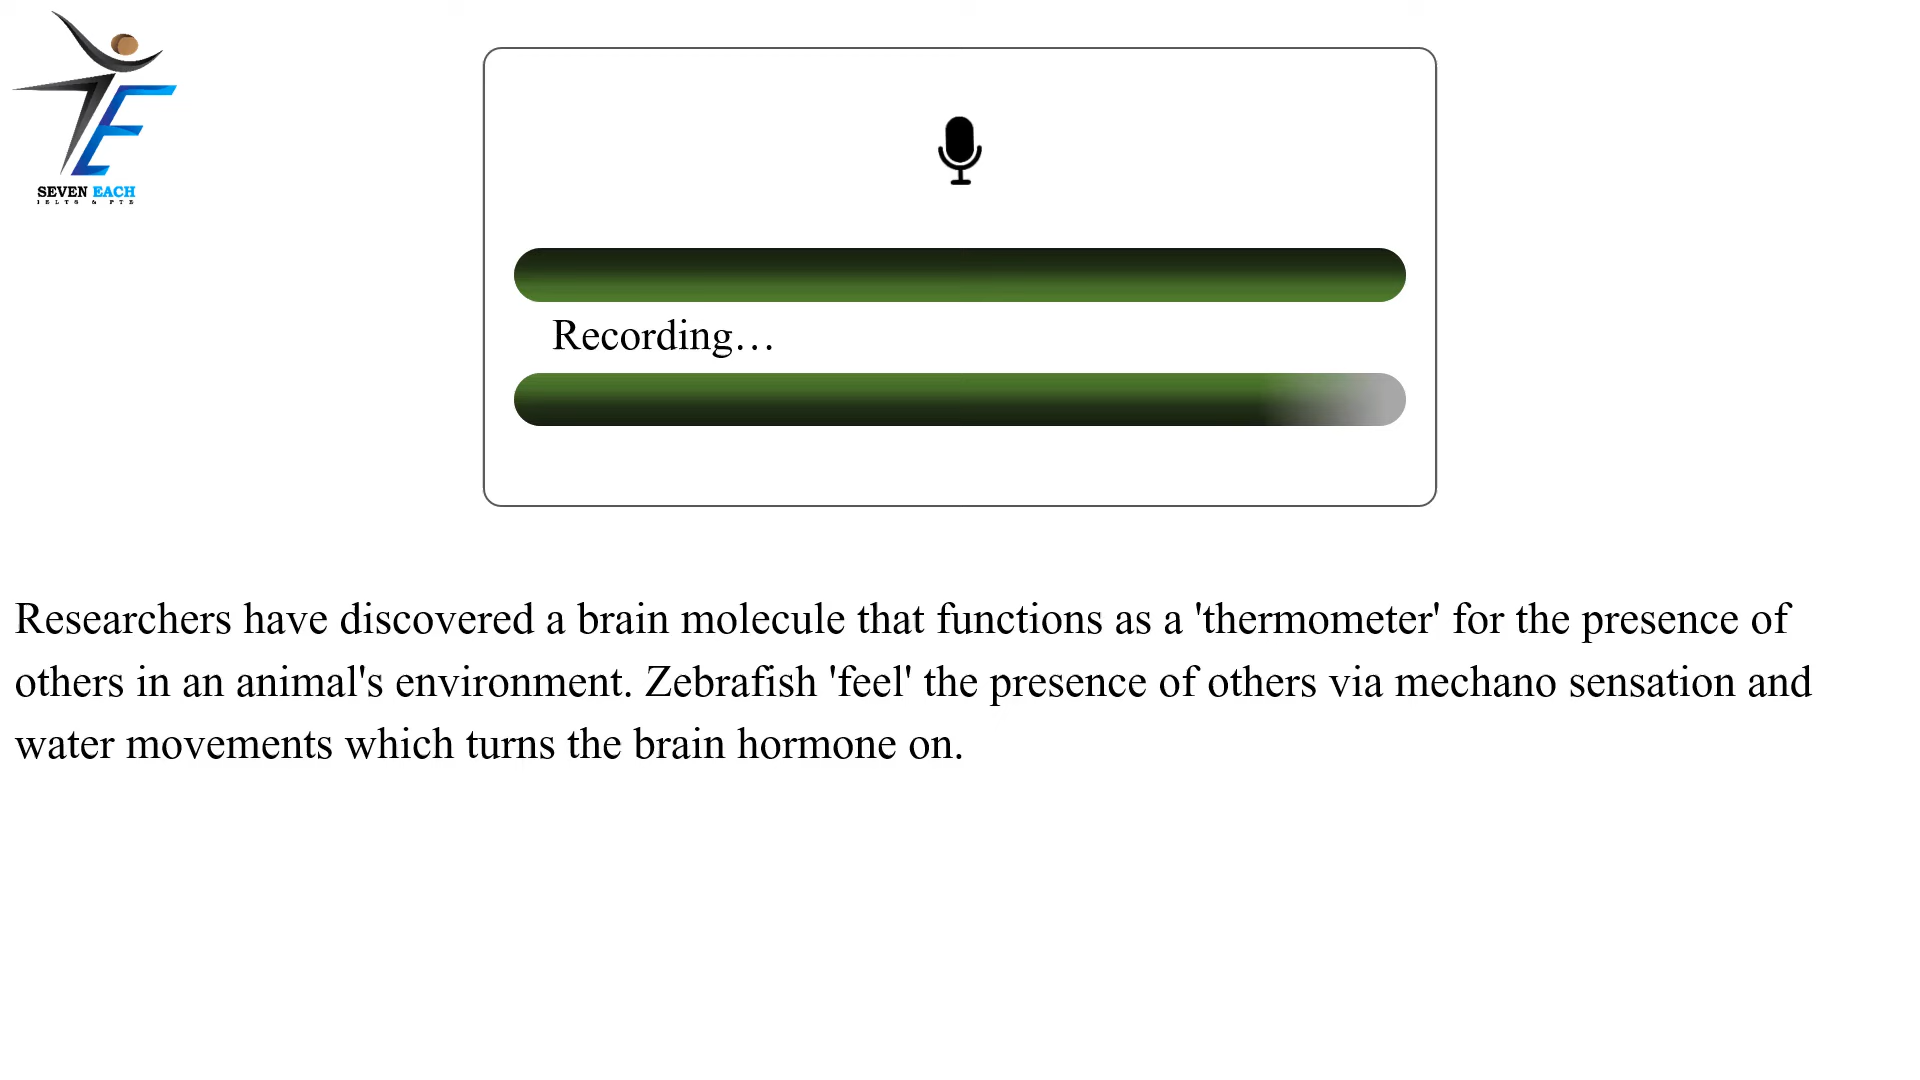 SEVEN EACH
IELTS & PTE
Recording…
Researchers have discovered a brain molecule that functions as a 'thermometer' for the presence of
others in an animal's environment. Zebrafish 'feel' the presence of others via mechano sensation and
water movements which turns the brain hormone on.